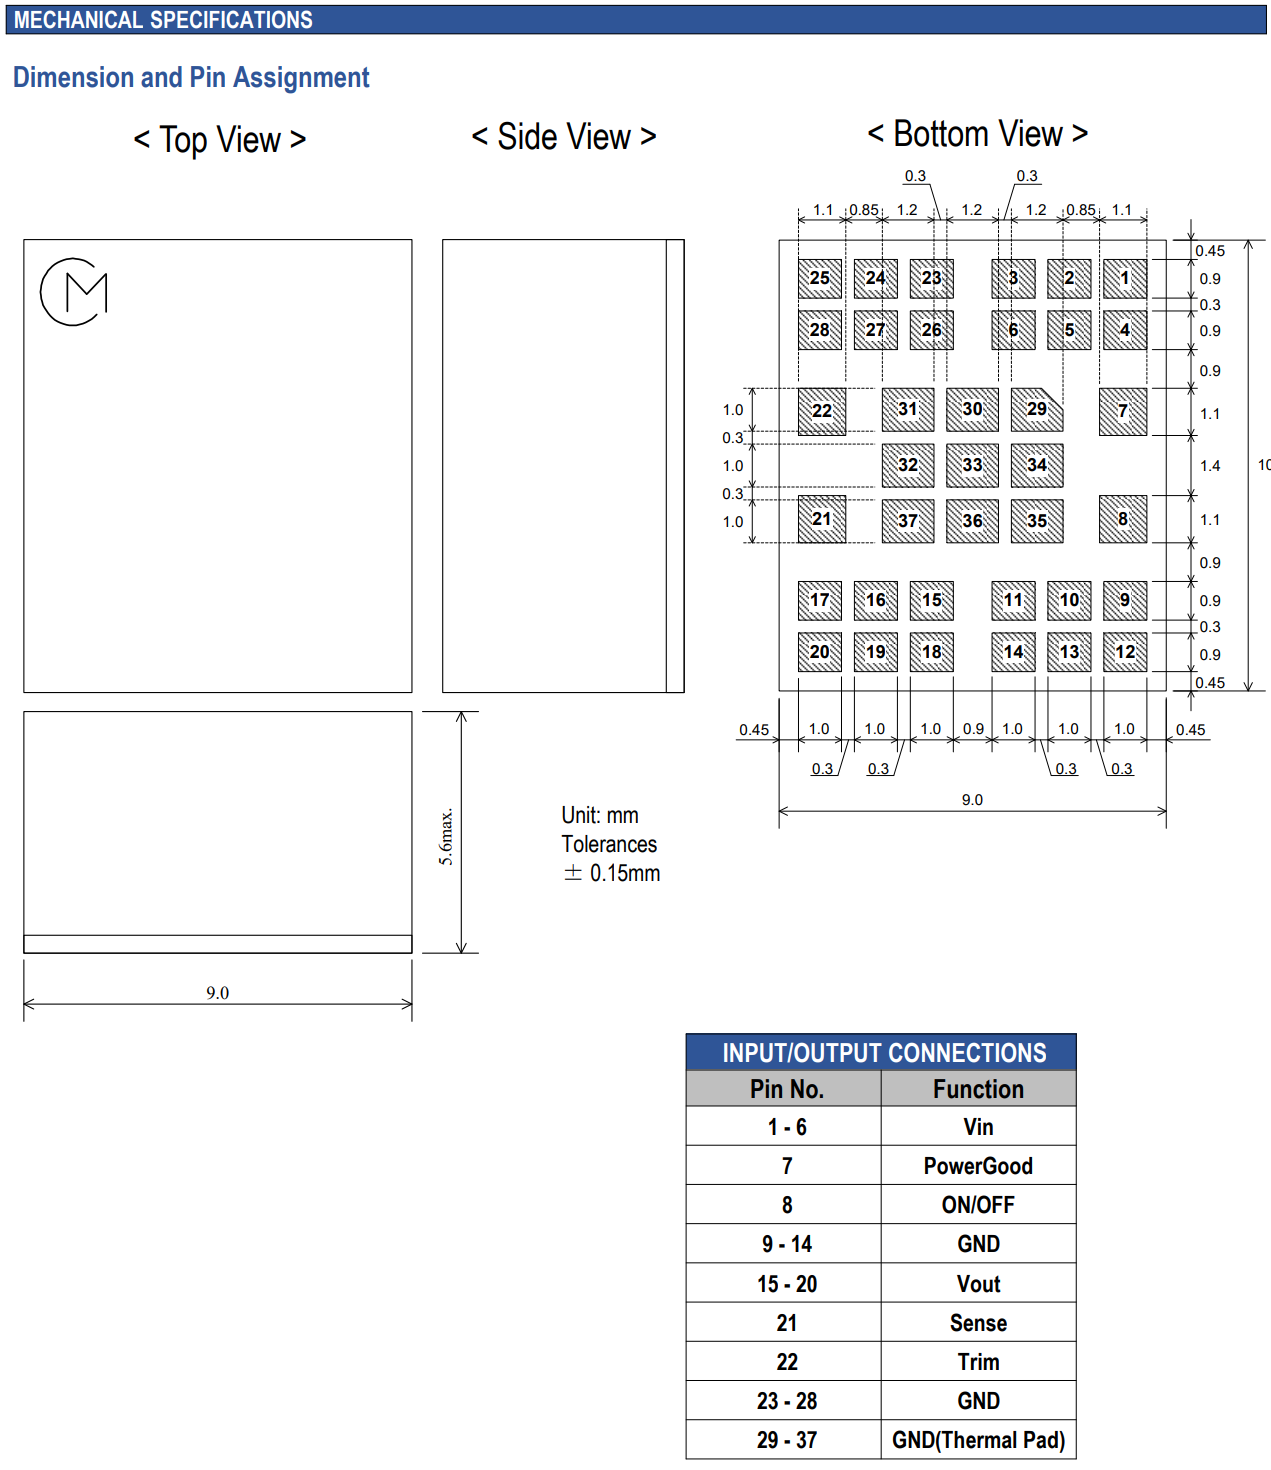 MECHANICAL SPECIFICATIONS
Dimension and Pin Assignment
< Top View >
< Side View >
< Bottom View >
CM
0.3
0.3
1.1 0.85 1.2 1.2 1.2 0.85 1.1
25 24 23 3 2 1
28 27 26 6 5 4
22 31 30 29 7
32 33 34
21 37 36 35 8
17 16 15 11 10 9
20 19 18 14 13 12
1.0
0.3
1.0
0.3
1.0
0.45
0.9
0.3
0.9
0.9
1.1
1.4
1.1
0.9
0.9
0.3
0.9
0.45
10
0.45 1.0 1.0 1.0 0.9 1.0 1.0 1.0 0.45
0.3 0.3 0.3 0.3
9.0
5.6max.
9.0
Unit: mm
Tolerances
± 0.15mm
INPUT/OUTPUT CONNECTIONS
Pin No. Function
1 - 6 Vin
7 PowerGood
8 ON/OFF
9 - 14 GND
15 - 20 Vout
21 Sense
22 Trim
23 - 28 GND
29 - 37 GND(Thermal Pad)